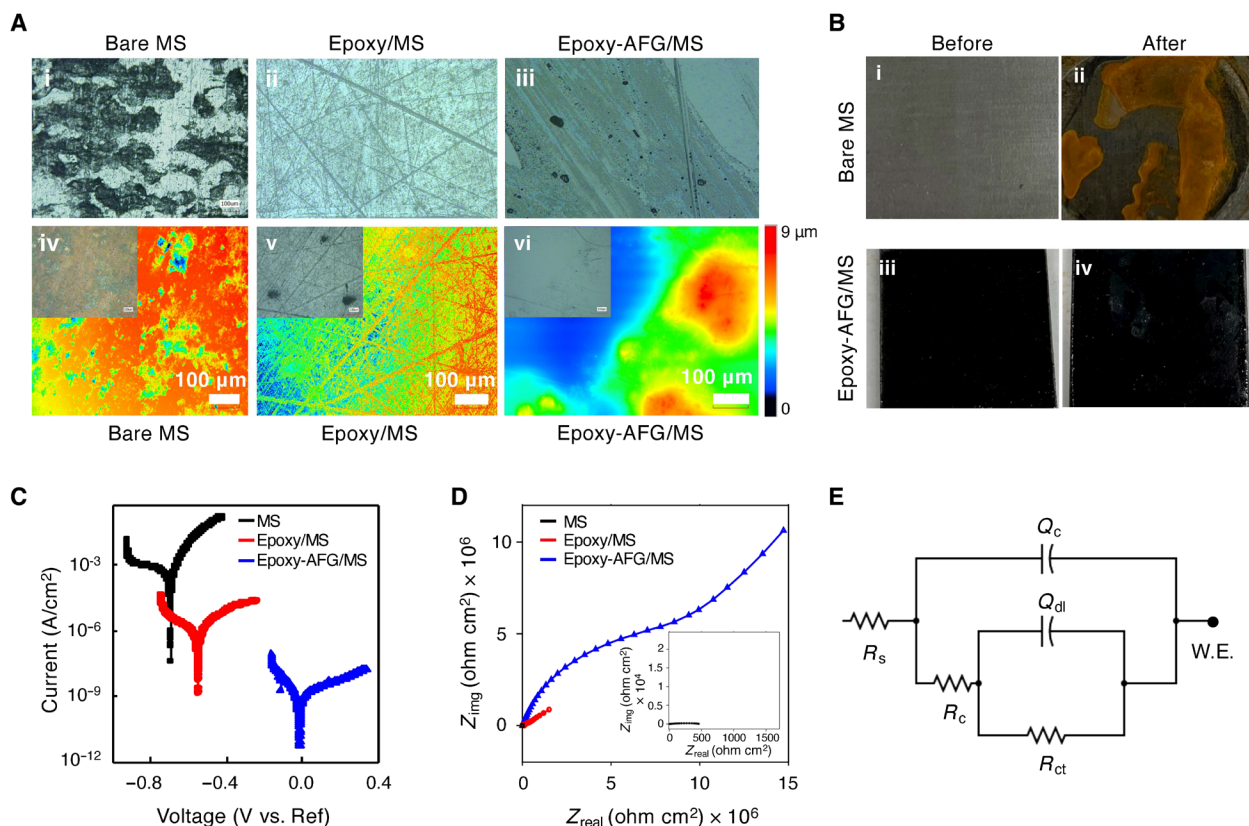 A
Bare MS
Epoxy/MS
Epoxy-AFG/MS
i
ii
iii
100um
iv
v
vi
9 µm
0
100 µm
100 µm
100 µm
Bare MS
Epoxy/MS
Epoxy-AFG/MS
B
Before
After
Bare MS
i
ii
Epoxy-AFG/MS
iii
iv
C
MS
Epoxy/MS
Epoxy-AFG/MS
Current (A/cm2)
10⁻³
10⁻⁶
10⁻⁹
10⁻¹²
−0.8
−0.4
0.0
0.4
Voltage (V vs. Ref)
D
MS
Epoxy/MS
Epoxy-AFG/MS
Zimg (ohm cm²) × 10⁶
10
5
0
0
5
10
15
Zreal (ohm cm²) × 10⁶
Zimg (ohm cm²)
× 10⁴
2
1.5
1
0.5
0
0
500
1000
1500
Zreal (ohm cm²)
E
Qc
Qdl
Rs
Rc
Rct
W.E.